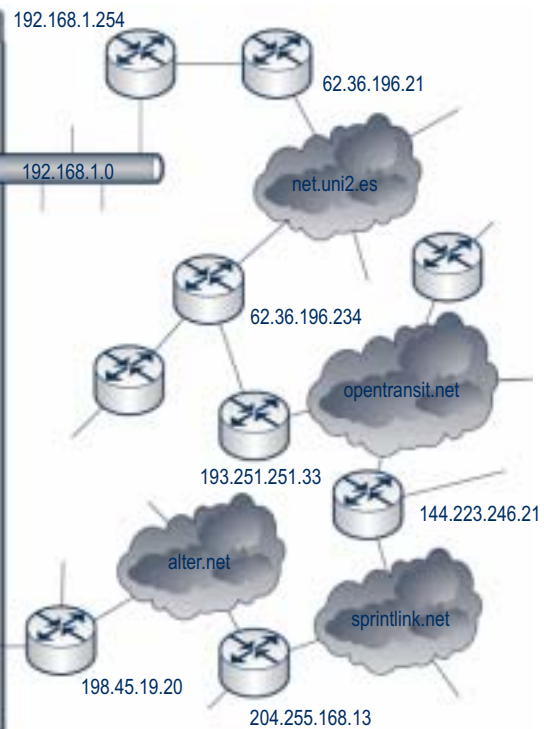 192.168.1.254
62.36.196.21
192.168.1.0
net.uni2.es
62.36.196.234
opentransit.net
193.251.251.33
144.223.246.21
alter.net
sprintlink.net
198.45.19.20
204.255.168.13